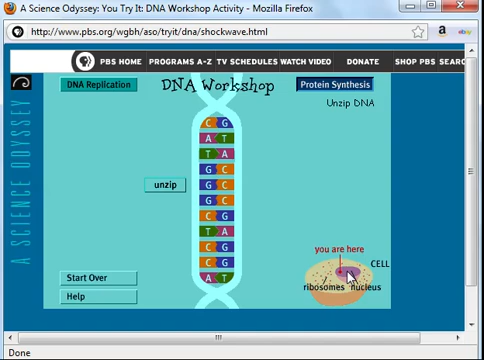 A Science Odyssey: You Try It: DNA Workshop Activity - Mozilla Firefox
http://www.pbs.org/wgbh/aso/tryit/dna/shockwave.html
PBS HOME PROGRAMS A-Z TV SCHEDULES WATCH VIDEO DONATE SHOP PBS SEARC
A SCIENCE ODYSSEY
DNA Replication
DNA Workshop
Protein Synthesis
Unzip DNA
C G
A T
T A
G C
G C
G C
C G
T A
C G
C G
A T
unzip
you are here
CELL
ribosomes nucleus
Start Over
Help
Done